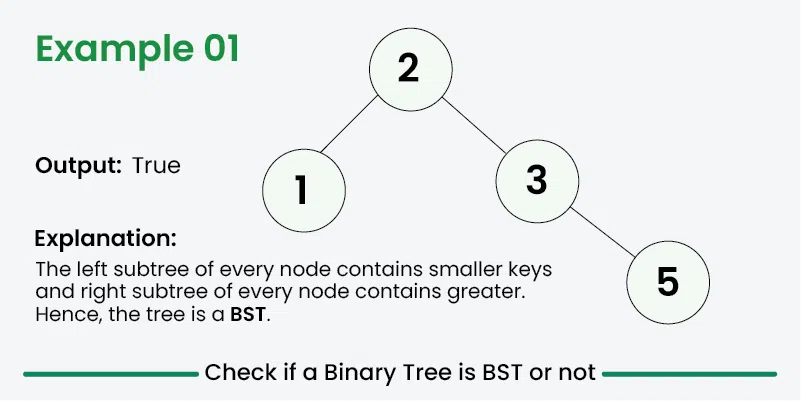 Example 01
2
1
3
5
Output: True
Explanation:
The left subtree of every node contains smaller keys
and right subtree of every node contains greater.
Hence, the tree is a BST.
Check if a Binary Tree is BST or not